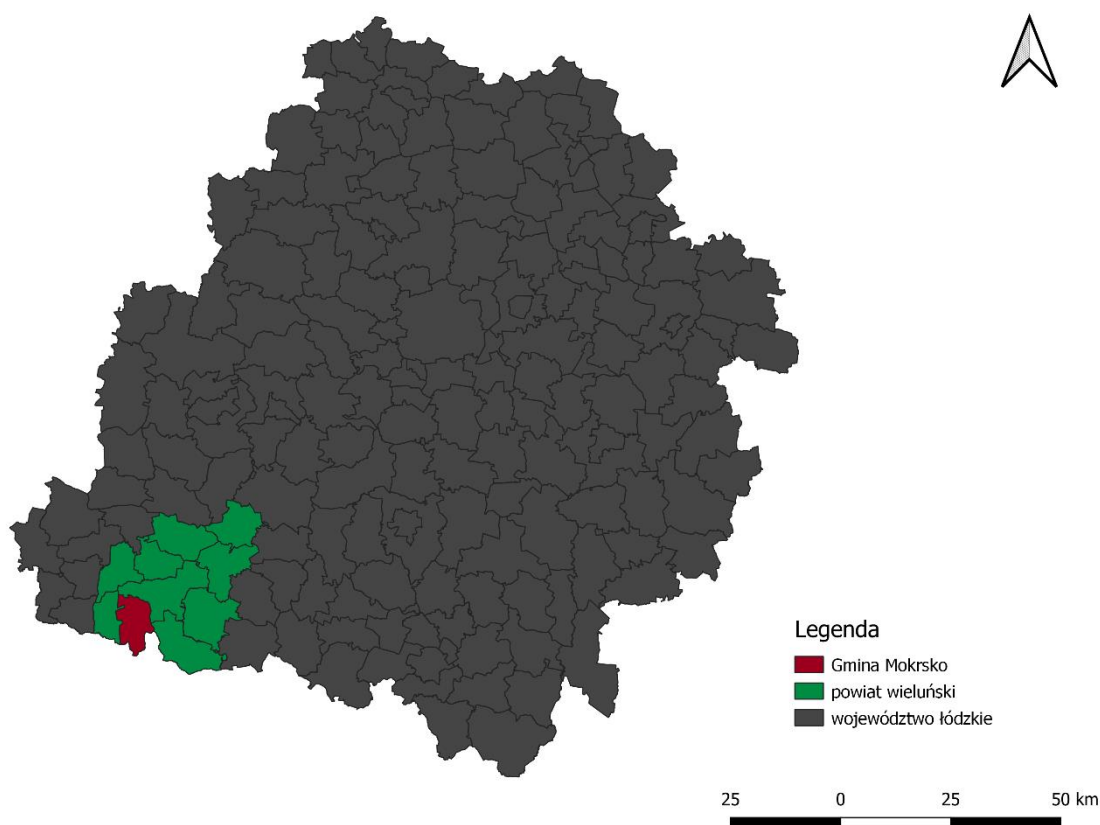 Legenda
Gmina Mokrsko
powiat wieluński
województwo łódzkie
25 0 25 50 km